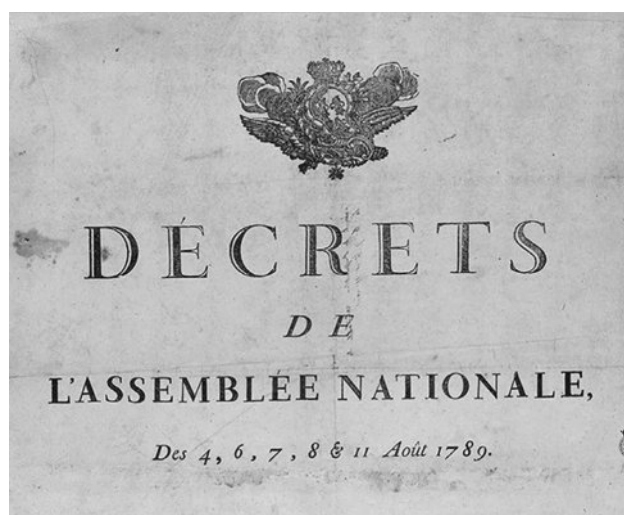 DÉCRETS
DE
L'ASSEMBLÉE NATIONALE,
Des 4, 6, 7, 8 & 11 Août 1789.